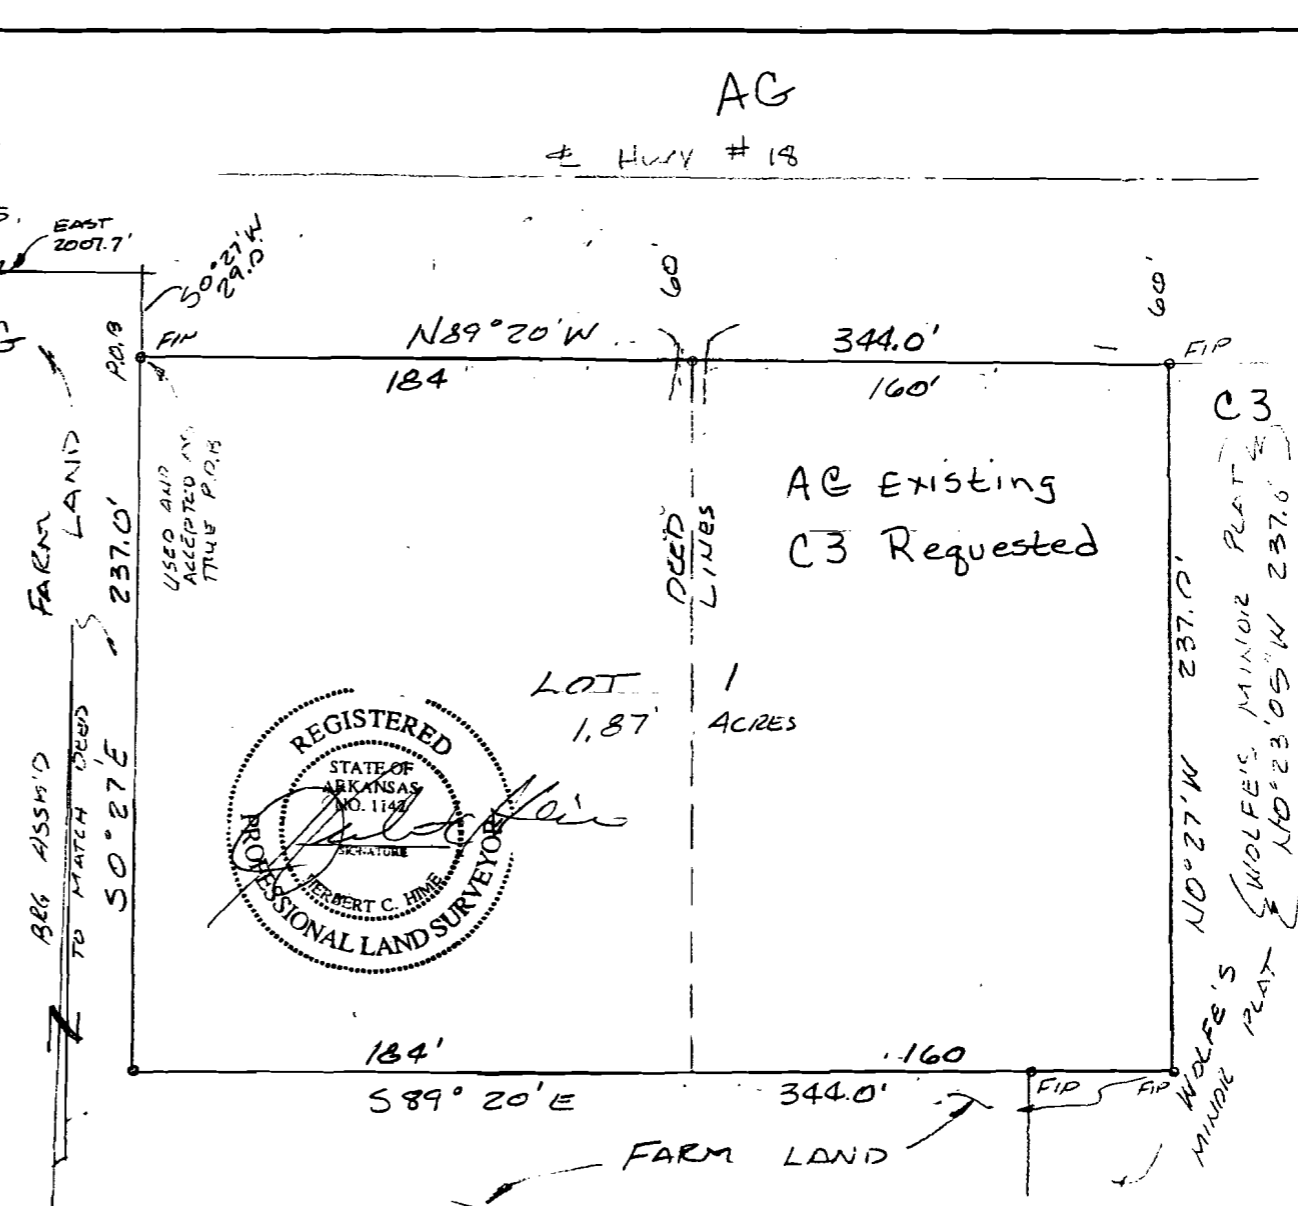 AG
℄ HWY # 18
EAST
2007.7'
S0°27'W
29.0'
60
60'
P.O.B
FIN
N89°20'W
344.0'
FIP
184
160'
C3
USED AND
ACCEPTED AS
TRUE P.O.B
AG Existing
C3 Requested
DEED
LINES
FARM LAND
237.0'
S0°27'E
BRG ASSM'D
TO MATCH DEED
LOT 1
1.87 ACRES
REGISTERED
STATE OF
ARKANSAS
NO. 1142
SIGNATURE
HERBERT C. HIME
PROFESSIONAL LAND SURVEYOR
237.0'
N0°27'W
WOLFE'S MINOR PLAT
N0°23'05"W 237.0'
WOLFE'S
MINOR PLAT
184'
160
S89°20'E
344.0'
FIP
FIP
FARM LAND